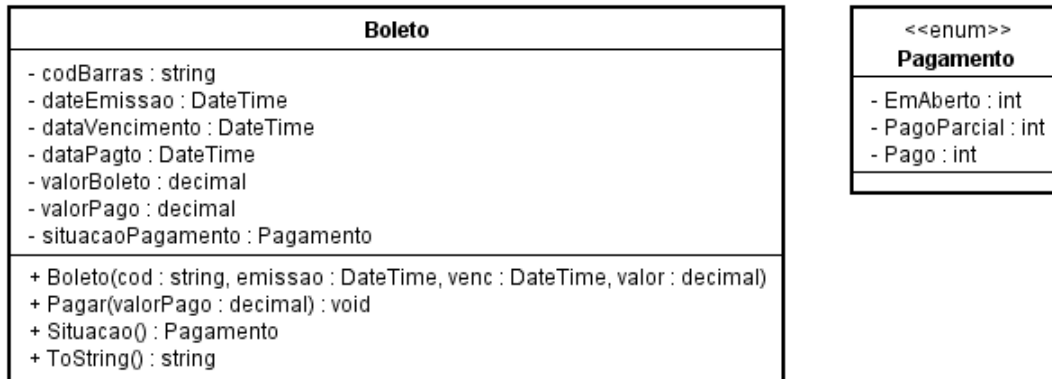 Boleto
- codBarras : string
- dateEmissao : DateTime
- dataVencimento : DateTime
- dataPagto : DateTime
- valorBoleto : decimal
- valorPago : decimal
- situacaoPagamento : Pagamento
+ Boleto(cod : string, emissao : DateTime, venc : DateTime, valor : decimal)
+ Pagar(valorPago : decimal) : void
+ Situacao() : Pagamento
+ ToString() : string
<<enum>>
Pagamento
- EmAberto : int
- PagoParcial : int
- Pago : int